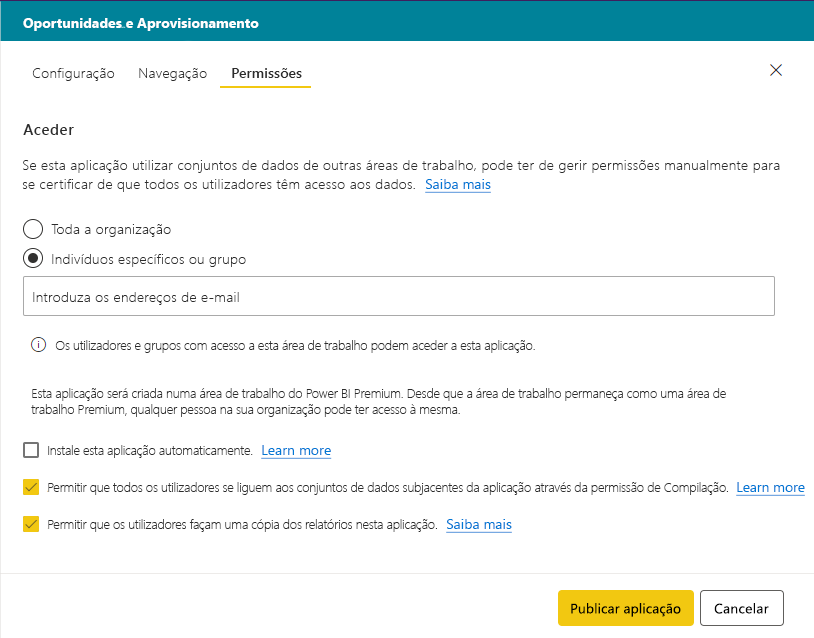 Oportunidades.e Aprovisionamento
Configuração Navegação Permissões
Aceder
Se esta aplicação utilizar conjuntos de dados de outras áreas de trabalho, pode ter de gerir permissões manualmente para
se certificar de que todos os utilizadores têm acesso aos dados. Saiba mais
Toda a organização
Indivíduos específicos ou grupo
Introduza os endereços de e-mail
Os utilizadores e grupos com acesso a esta área de trabalho podem aceder a esta aplicação.
Esta aplicação será criada numa área de trabalho do Power BI Premium. Desde que a área de trabalho permaneça como uma área de
trabalho Premium, qualquer pessoa na sua organização pode ter acesso à mesma.
Instale esta aplicação automaticamente. Learn more
Permitir que todos os utilizadores se liguem aos conjuntos de dados subjacentes da aplicação através da permissão de Compilação. Learn more
Permitir que os utilizadores façam uma cópia dos relatórios nesta aplicação. Saiba mais
Publicar aplicação Cancelar